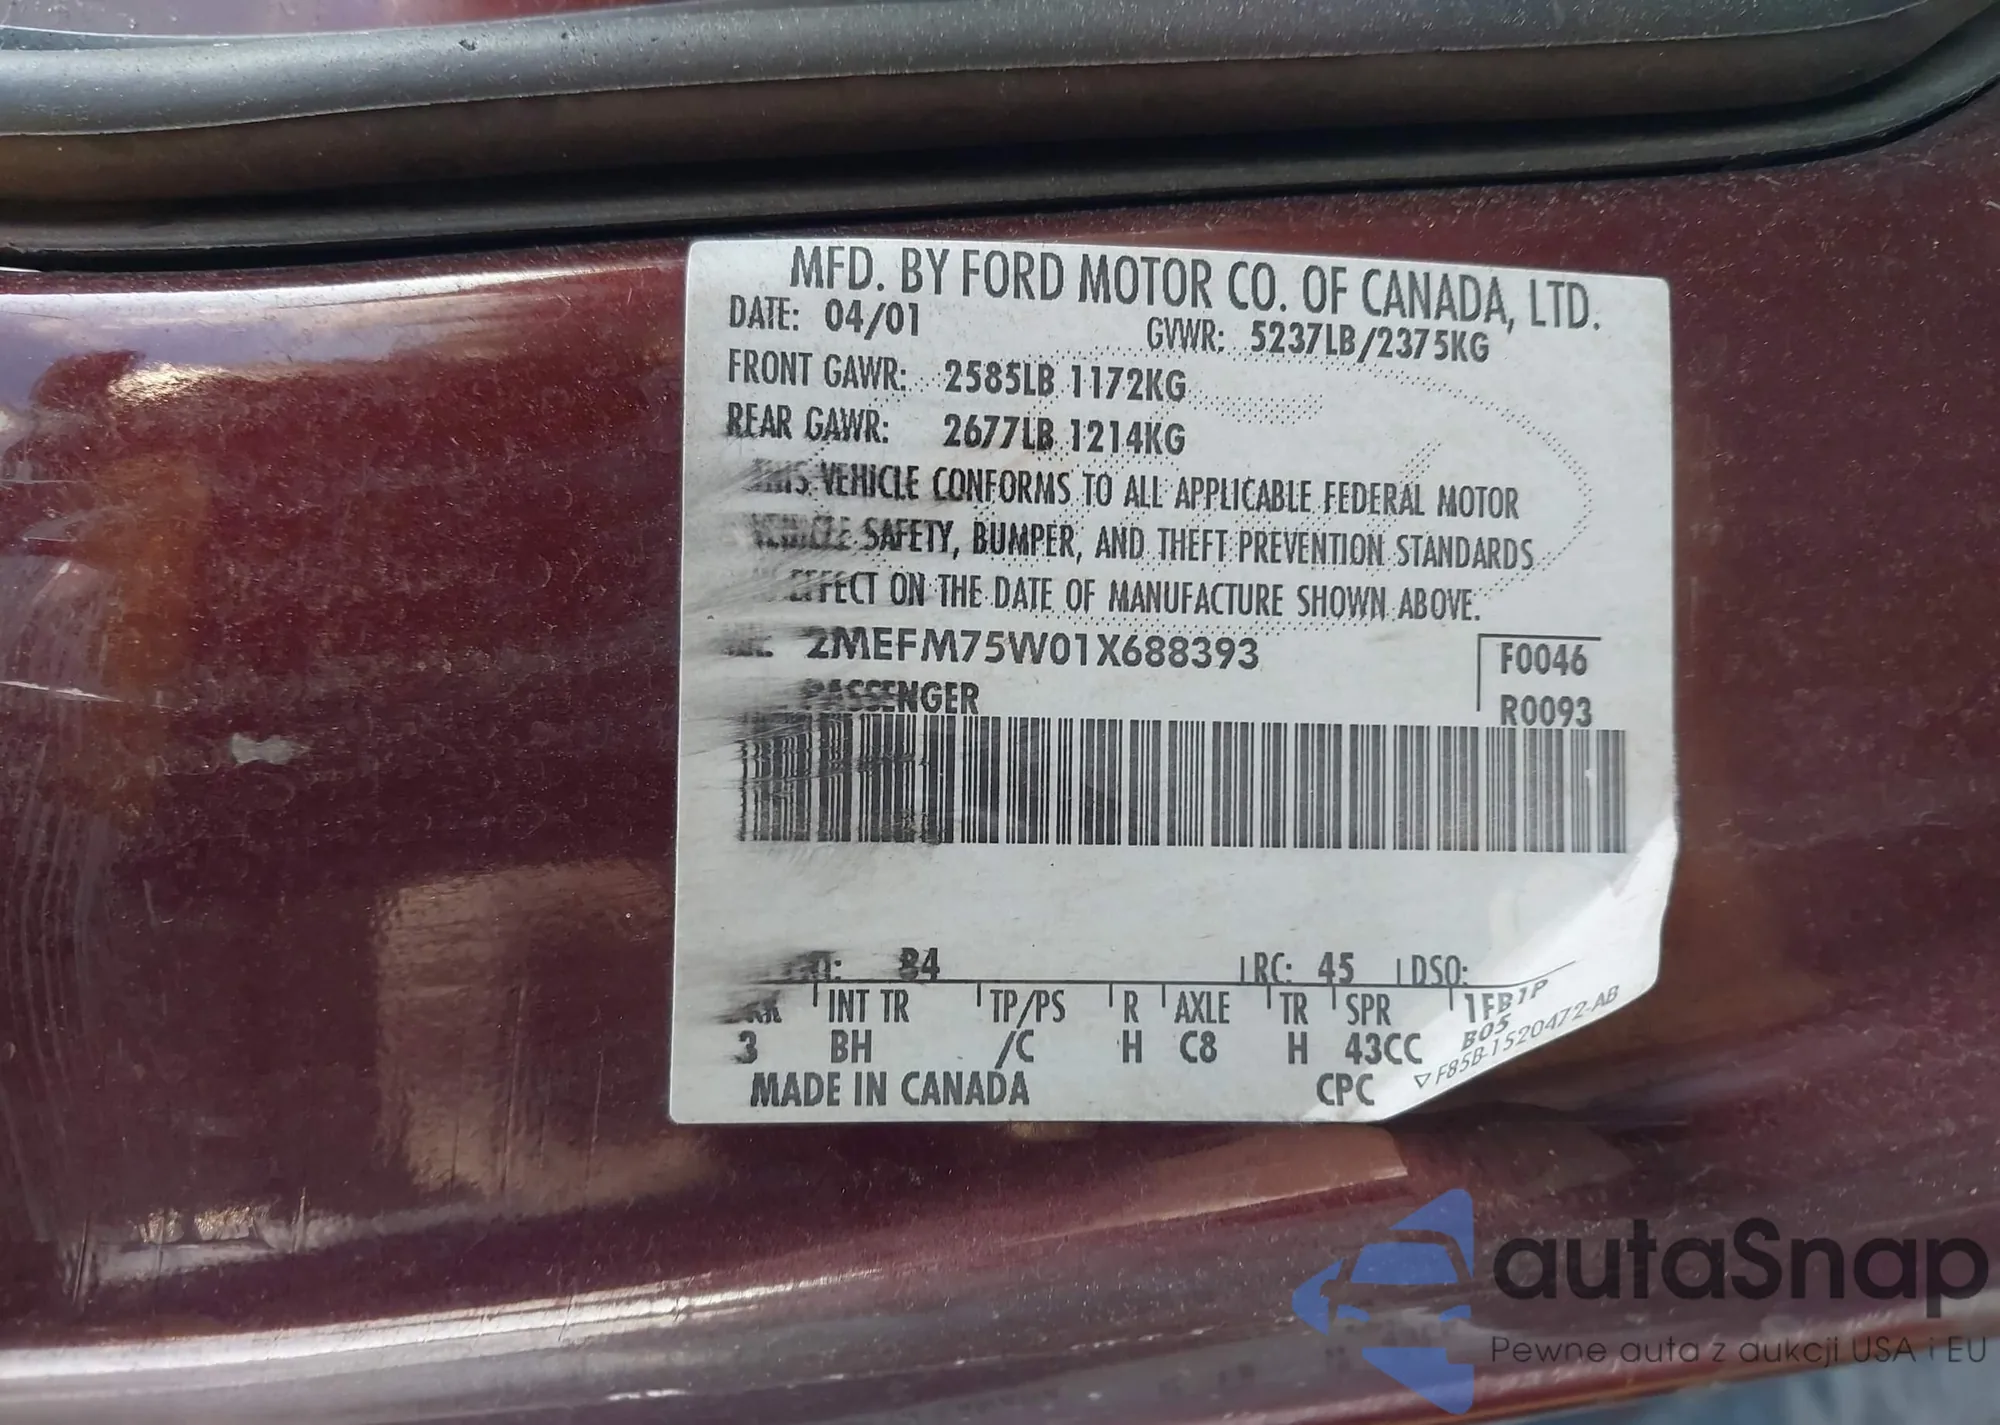 MFD. BY FORD MOTOR CO. OF CANADA, LTD.
DATE: 04/01 GVWR: 5237LB/2375KG
FRONT GAWR: 2585LB 1172KG
REAR GAWR: 2677LB 1214KG
THIS VEHICLE CONFORMS TO ALL APPLICABLE FEDERAL MOTOR
VEHICLE SAFETY, BUMPER, AND THEFT PREVENTION STANDARDS
EFFECT ON THE DATE OF MANUFACTURE SHOWN ABOVE.
2MEFM75W01X688393 F0046
PASSENGER R0093
B4 RC: 45 DSO:
INT TR TP/PS R AXLE TR SPR 1FB1P
3 BH /C H C8 H 43CC B05
MADE IN CANADA CPC ▽F85B-1520472-AB
autaSnap
Pewne auta z aukcji USA i EU